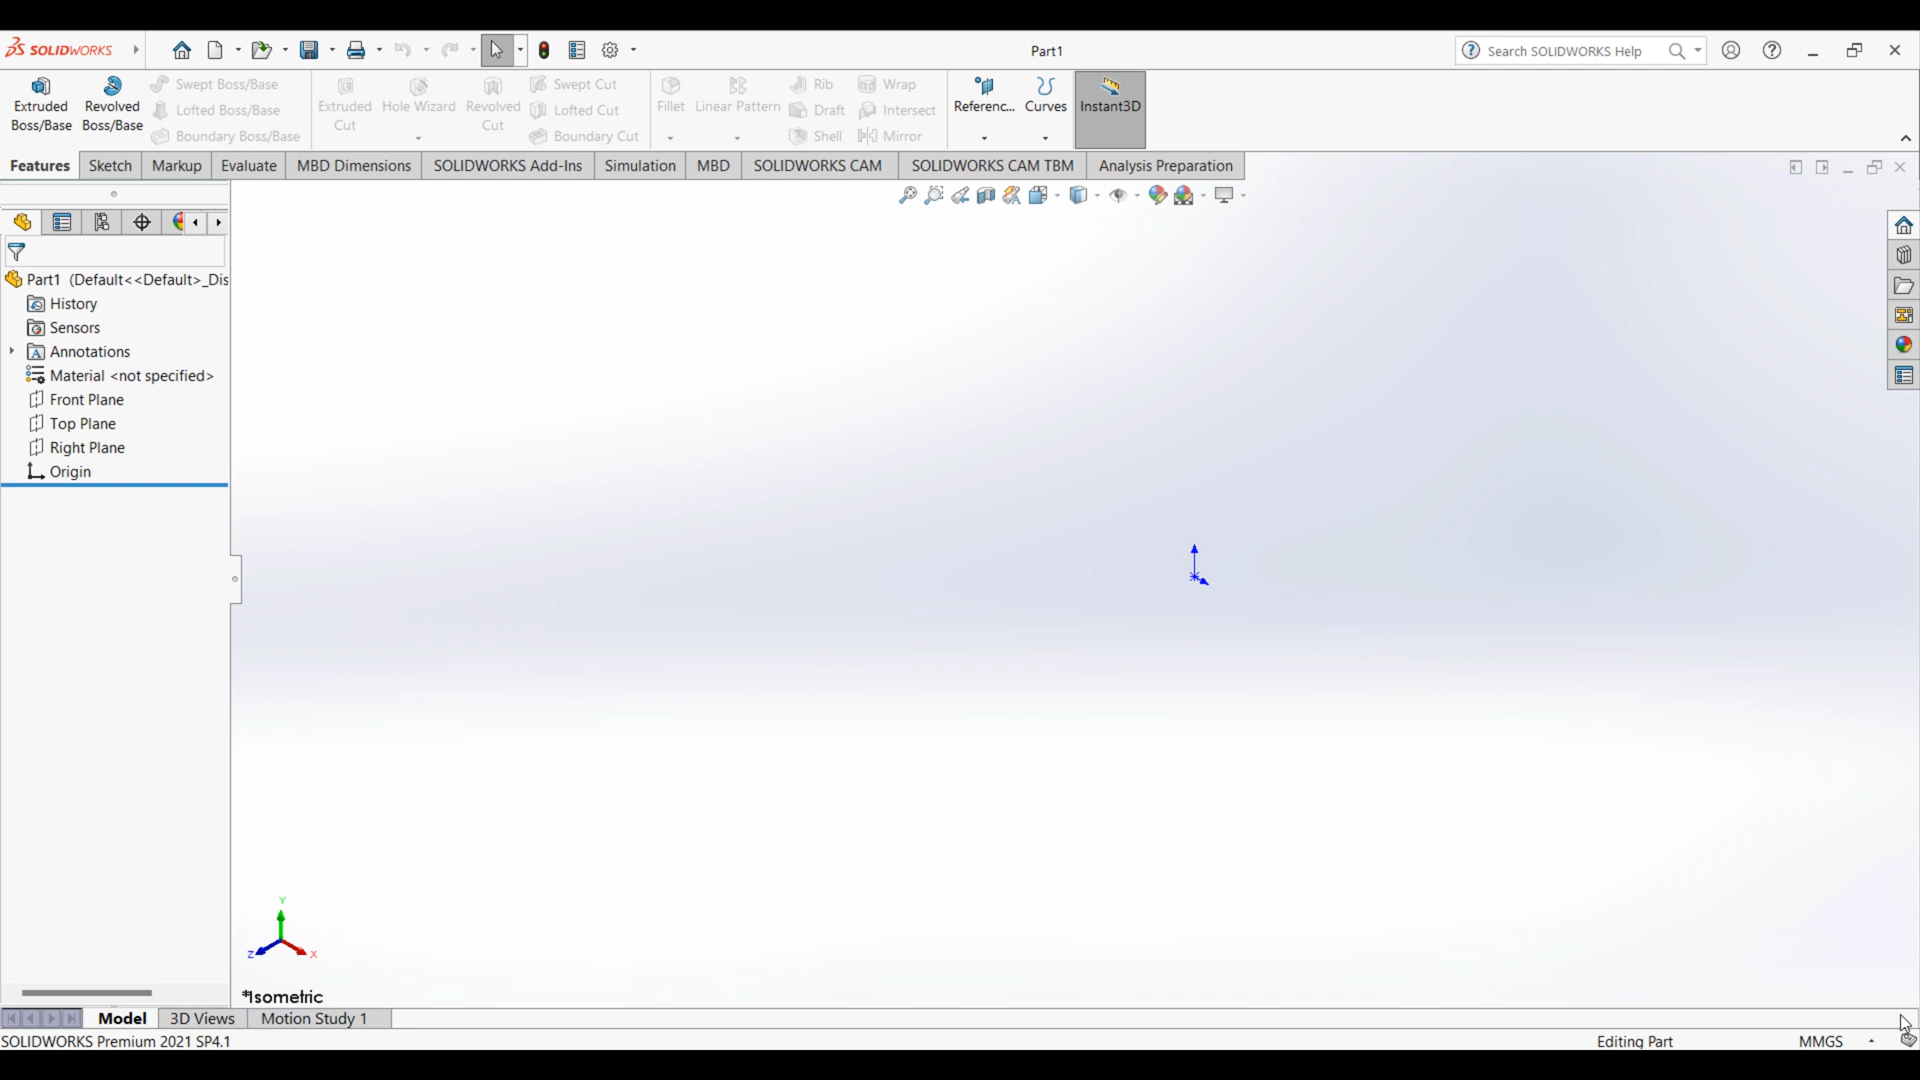 SOLIDWORKS
Part1
Search SOLIDWORKS Help
Extruded Boss/Base
Revolved Boss/Base
Swept Boss/Base
Lofted Boss/Base
Boundary Boss/Base
Extruded Cut
Hole Wizard
Revolved Cut
Swept Cut
Lofted Cut
Boundary Cut
Fillet
Linear Pattern
Rib
Draft
Shell
Wrap
Intersect
Mirror
Referenc...
Curves
Instant3D
Features Sketch Markup Evaluate MBD Dimensions SOLIDWORKS Add-Ins Simulation MBD SOLIDWORKS CAM SOLIDWORKS CAM TBM Analysis Preparation
Part1 (Default<<Default>_Dis
History
Sensors
Annotations
Material <not specified>
Front Plane
Top Plane
Right Plane
Origin
Y
Z X
*Isometric
Model 3D Views Motion Study 1
SOLIDWORKS Premium 2021 SP4.1 Editing Part MMGS